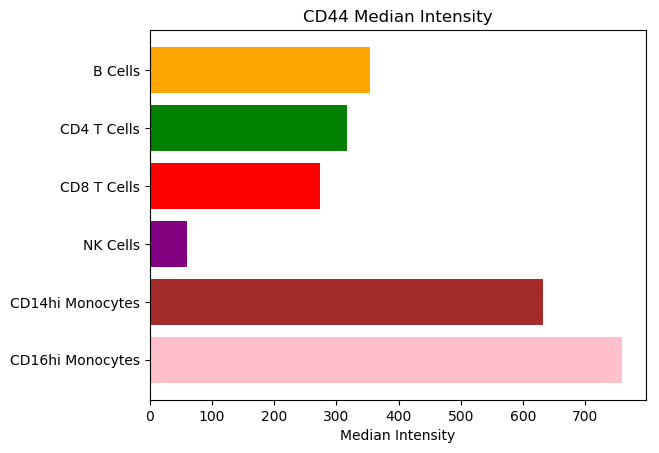 CD44 Median Intensity
B Cells
CD4 T Cells
CD8 T Cells
NK Cells
CD14hi Monocytes
CD16hi Monocytes
0 100 200 300 400 500 600 700
Median Intensity